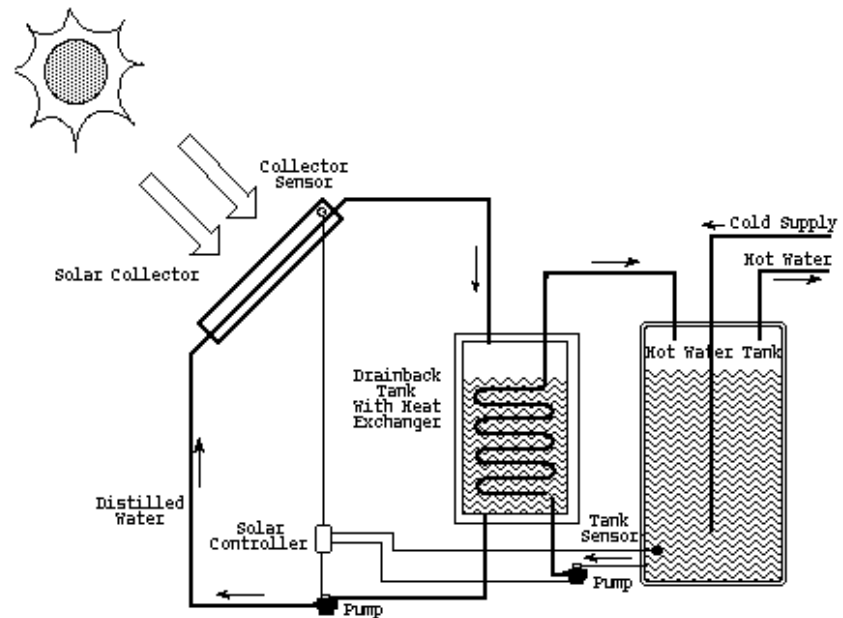 Collector
Sensor
Solar Collector
Cold Supply
Hot Water
Hot Water Tank
Drainback
Tank
With Heat
Exchanger
Distilled
Water
Solar
Controller
Tank
Sensor
Pump
Pump